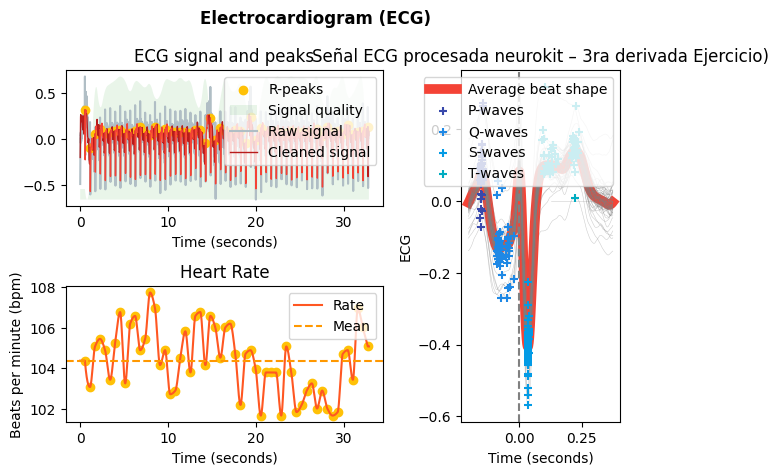 Electrocardiogram (ECG)
ECG signal and peaks
Señal ECG procesada neurokit – 3ra derivada Ejercicio)
0.5
0.0
−0.5
R-peaks
Signal quality
Raw signal
Cleaned signal
0 10 20 30
Time (seconds)
Heart Rate
Beats per minute (bpm)
108
106
104
102
Rate
Mean
0 10 20 30
Time (seconds)
ECG
0.2
0.0
−0.2
−0.4
−0.6
Average beat shape
P-waves
Q-waves
S-waves
T-waves
0.00 0.25
Time (seconds)